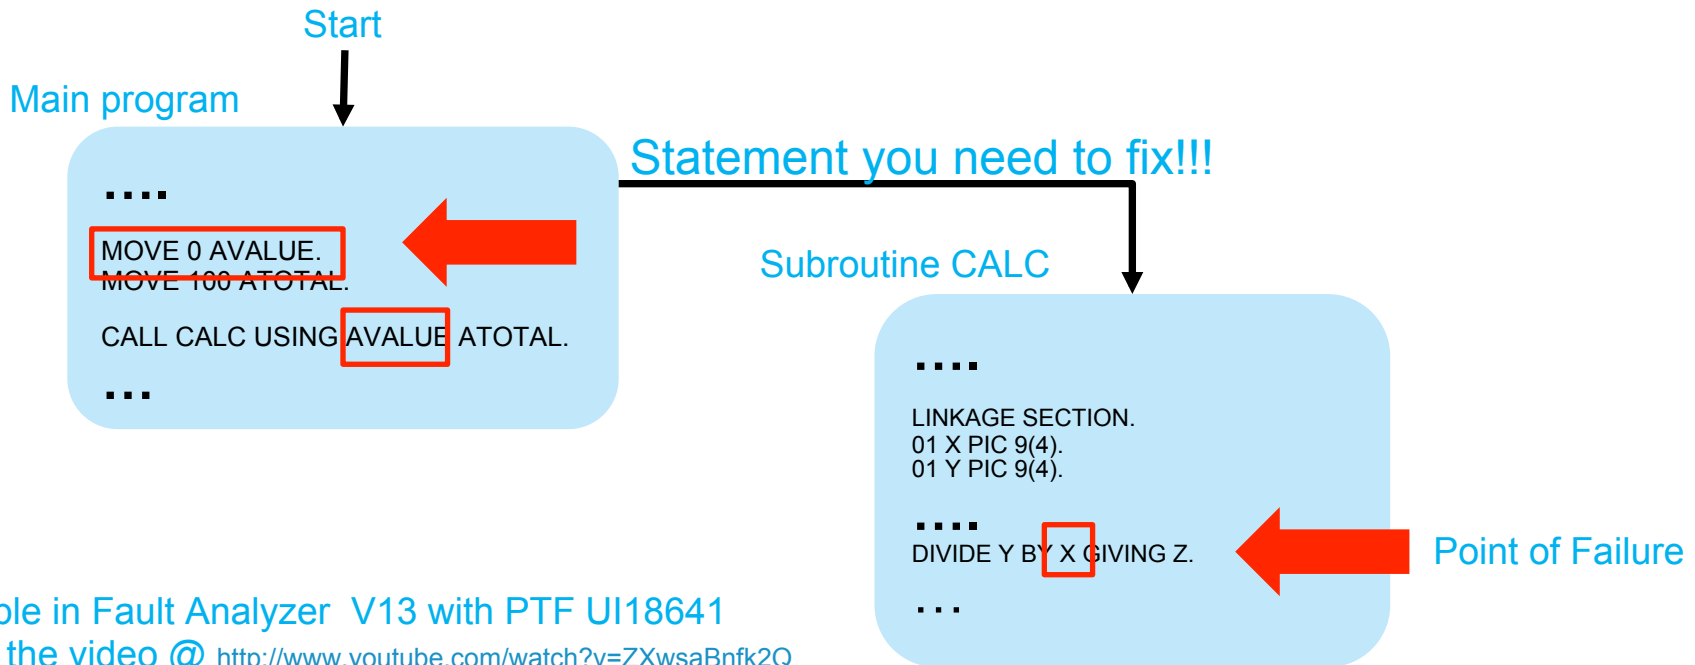 Start
Main program
Statement you need to fix!!!
....
MOVE 0 AVALUE.
MOVE 100 ATOTAL.
CALL CALC USING AVALUE ATOTAL.
...
Subroutine CALC
....
LINKAGE SECTION.
01 X PIC 9(4).
01 Y PIC 9(4).
....
DIVIDE Y BY X GIVING Z.
...
Point of Failure
ble in Fault Analyzer V13 with PTF UI18641
the video @ http://www.youtube.com/watch?v=ZXwsaBnfk2Q